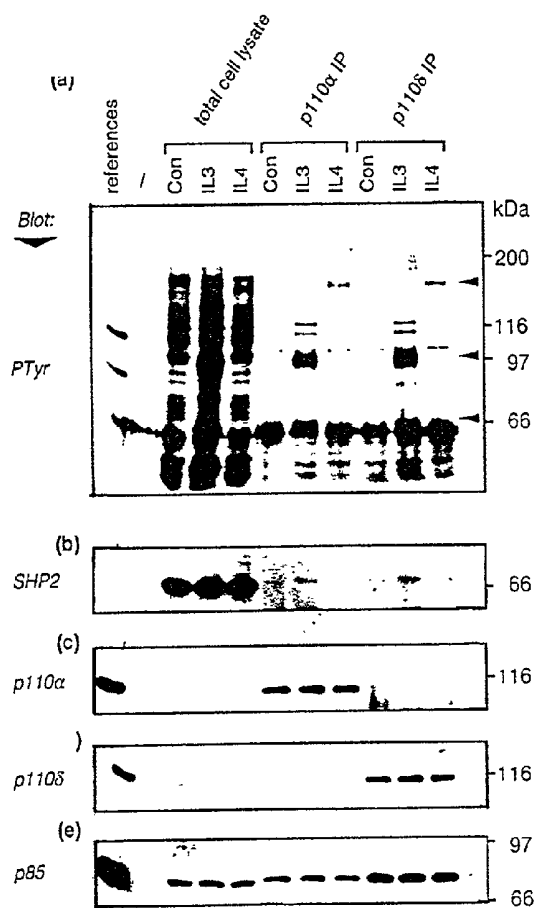 (a)
references
/
total cell lysate
p110α IP
p110δ IP
Con
IL3
IL4
Con
IL3
IL4
Con
IL3
IL4
Blot:
kDa
200
116
PTyr
97
66
(b)
SHP2
66
(c)
p110α
116
)
p110δ
116
(e)
p85
97
66